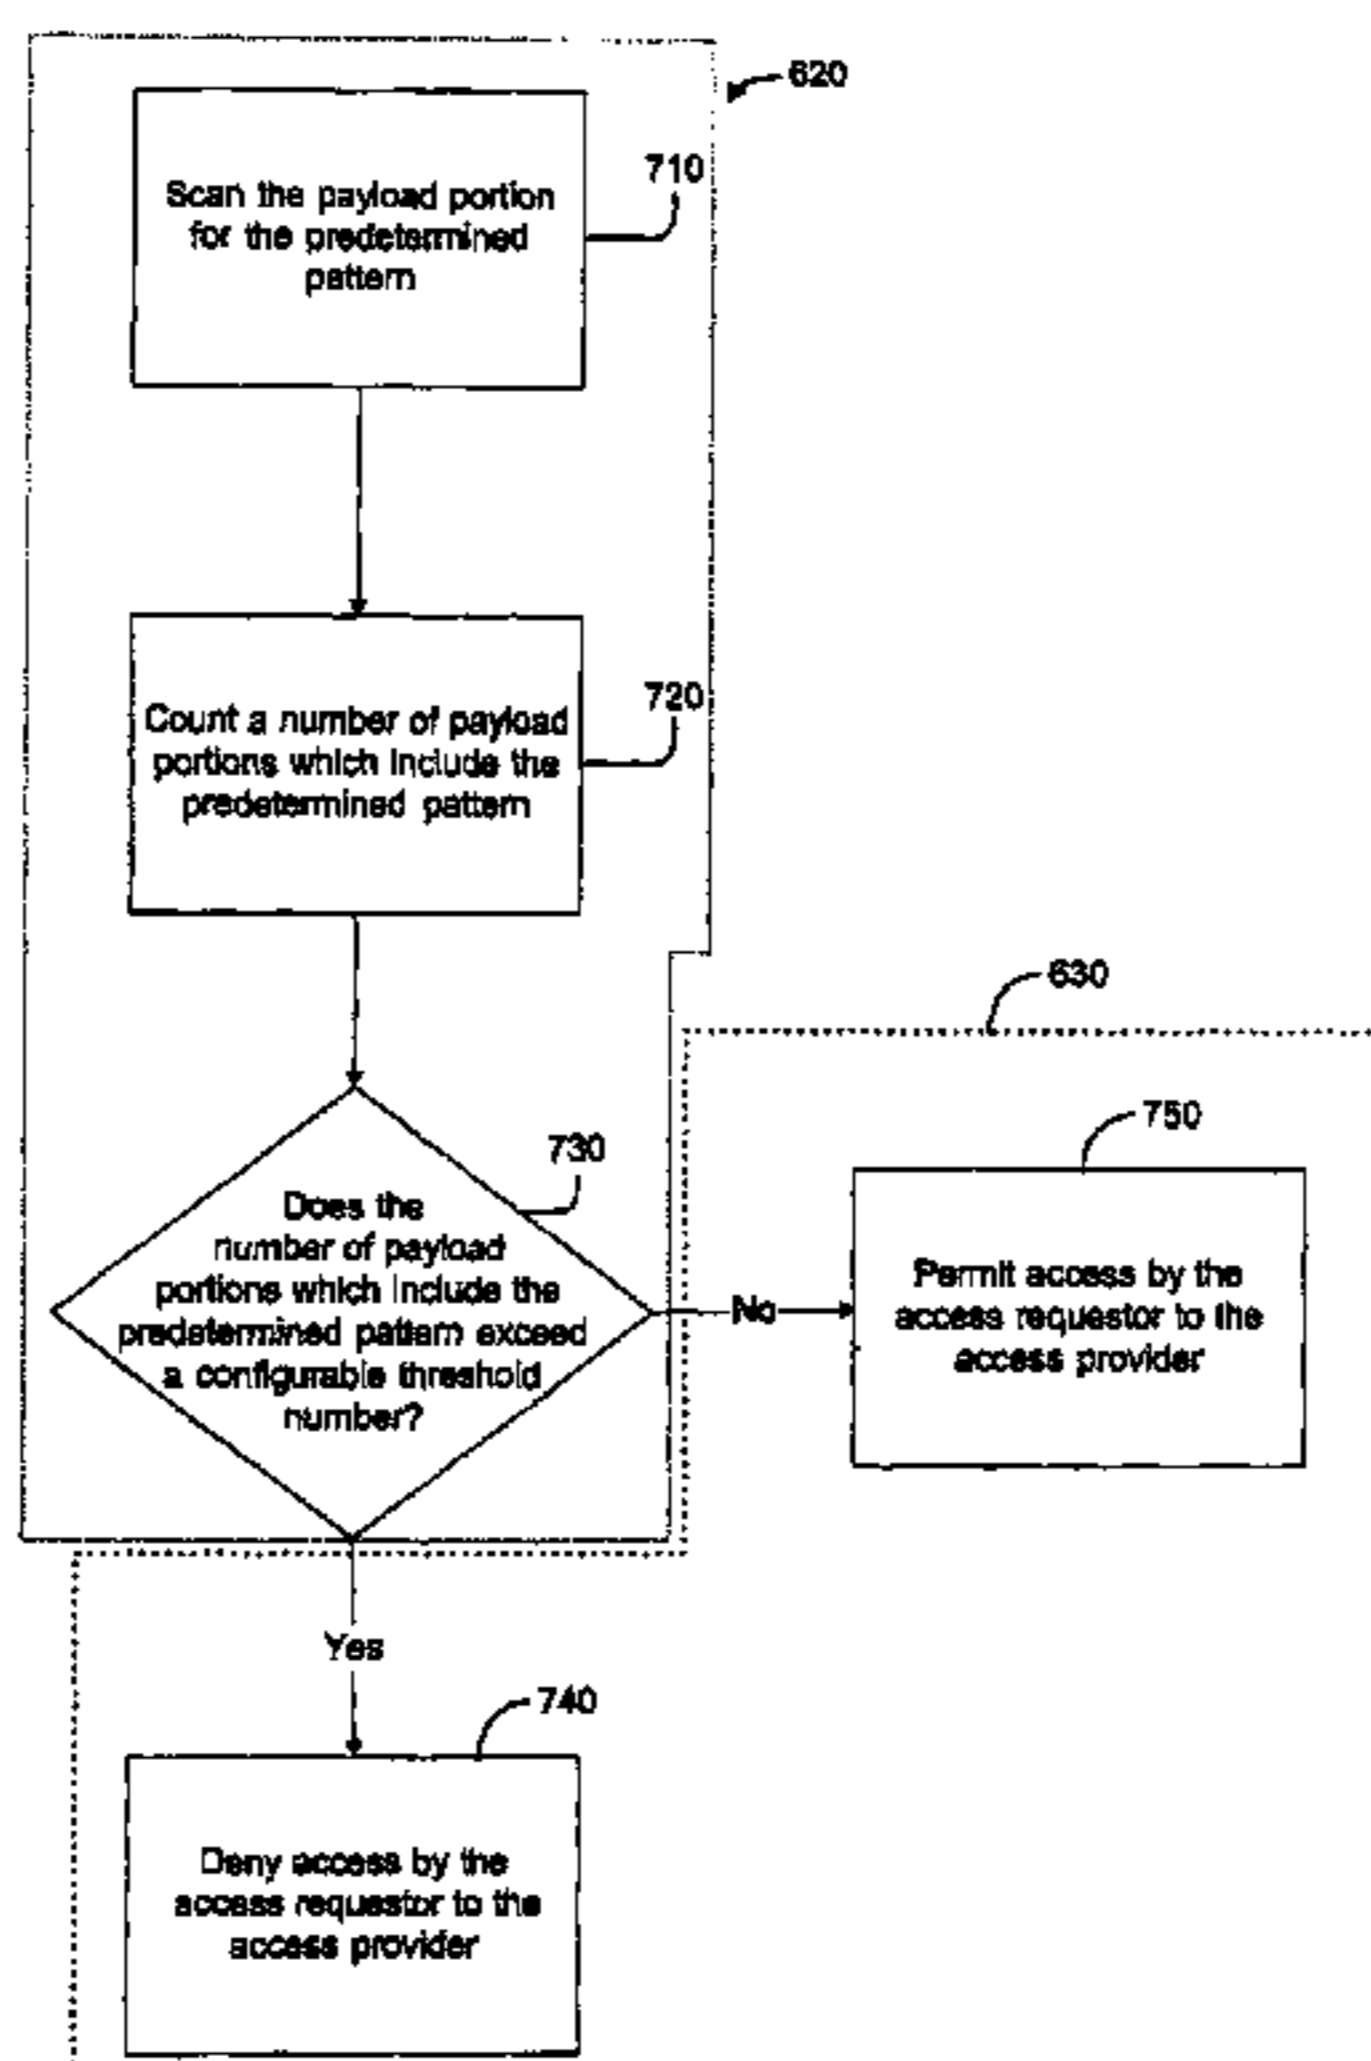 620
710
Scan the payload portion
for the predetermined
pattern
720
Count a number of payload
portions which include the
predetermined pattern
630
750
730
Does the
number of payload
portions which include the
predetermined pattern exceed
a configurable threshold
number?
No
Permit access by the
access requestor to the
access provider
Yes
740
Deny access by the
access requestor to the
access provider